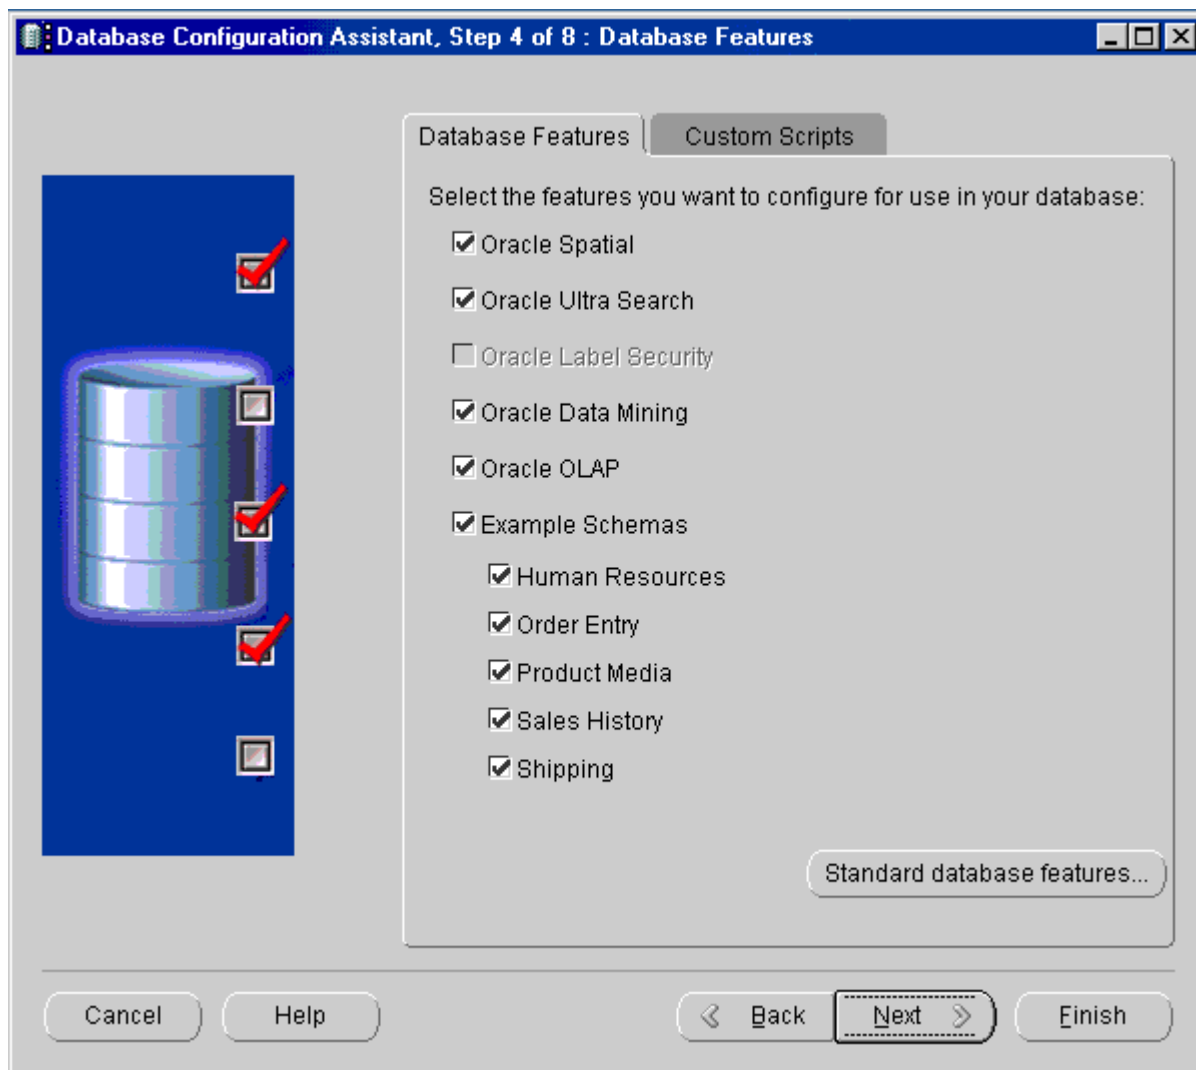 Database Configuration Assistant, Step 4 of 8 : Database Features
Database Features
Custom Scripts
Select the features you want to configure for use in your database:
Oracle Spatial
Oracle Ultra Search
Oracle Label Security
Oracle Data Mining
Oracle OLAP
Example Schemas
Human Resources
Order Entry
Product Media
Sales History
Shipping
Standard database features...
Cancel
Help
Back
Next
Finish